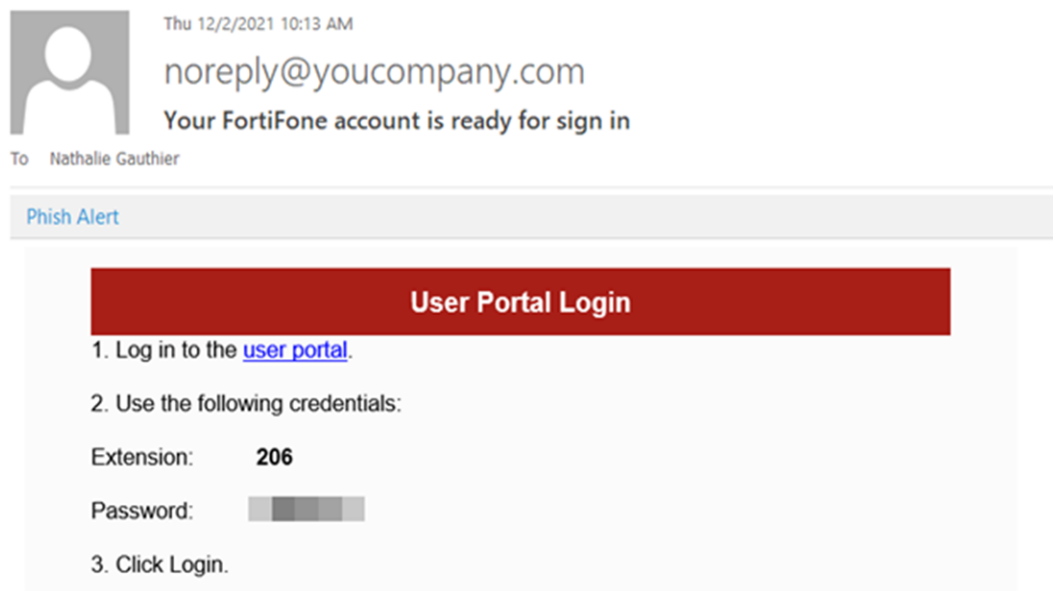 Thu 12/2/2021 10:13 AM
noreply@youcompany.com
Your FortiFone account is ready for sign in
To Nathalie Gauthier
Phish Alert
User Portal Login
1. Log in to the user portal.
2. Use the following credentials:
Extension: 206
Password:
3. Click Login.